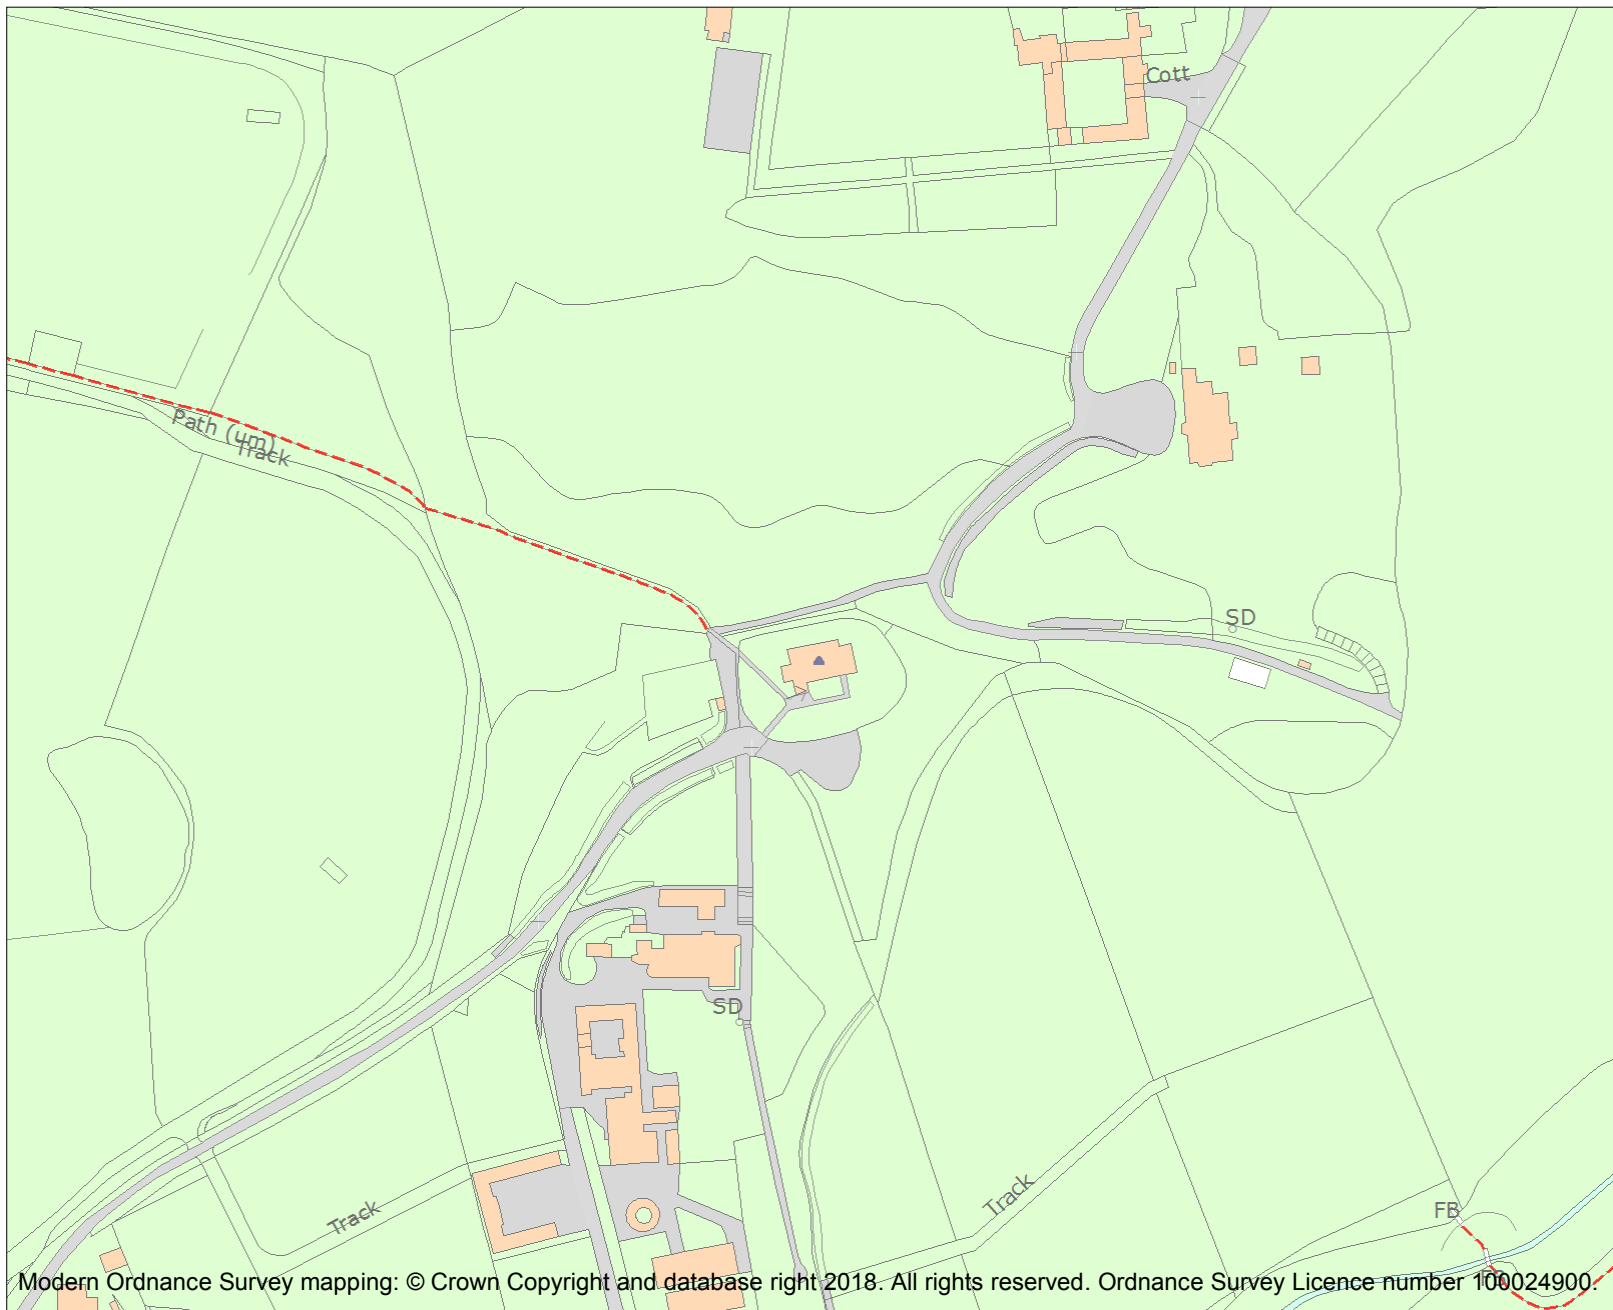 Cott
Path (um)
Track
SD
SD
Track
Track
FB
Modern Ordnance Survey mapping: © Crown Copyright and database right 2018. All rights reserved. Ordnance Survey Licence number 100024900.